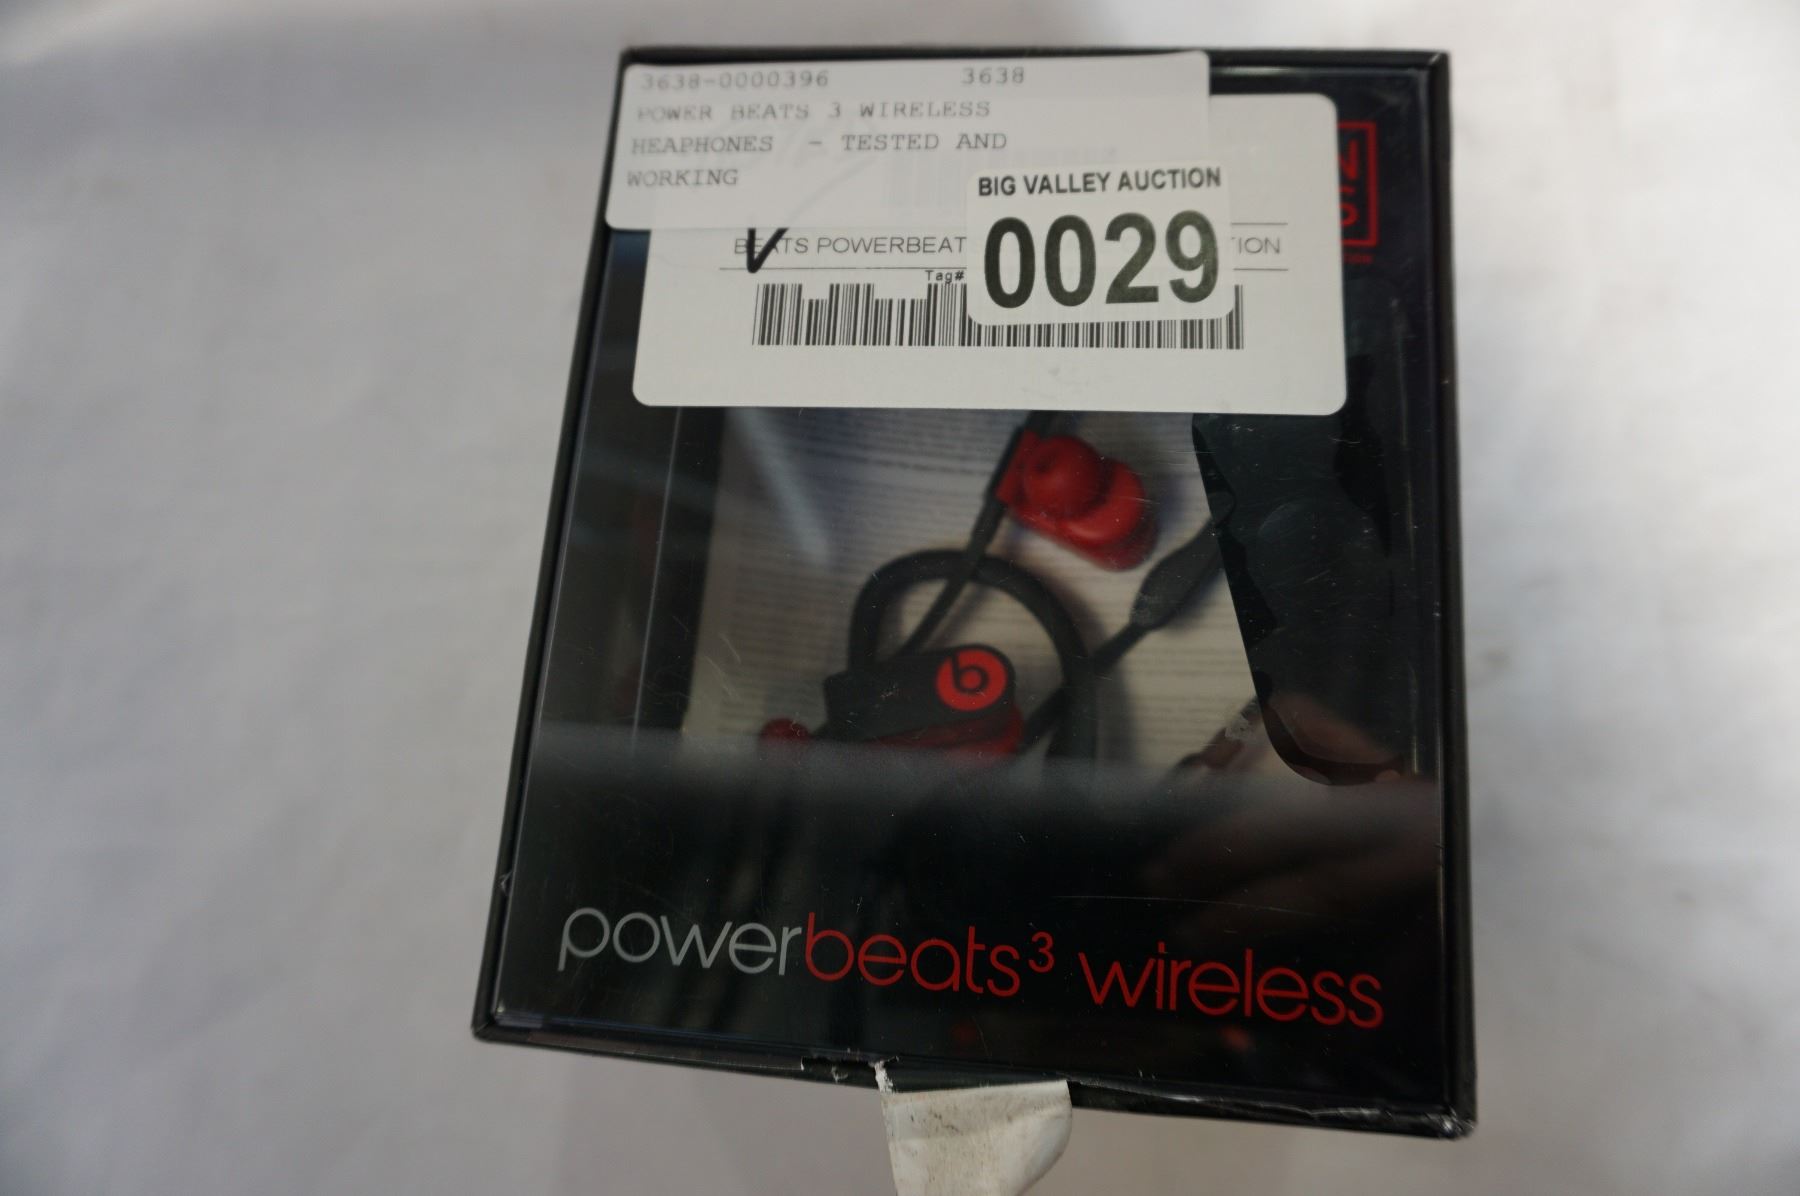 3638-0000396 3638
POWER BEATS 3 WIRELESS
HEAPHONES - TESTED AND
WORKING
BIG VALLEY AUCTION
0029
BEATS POWERBEAT TION
Tag#
b
powerbeats3 wireless